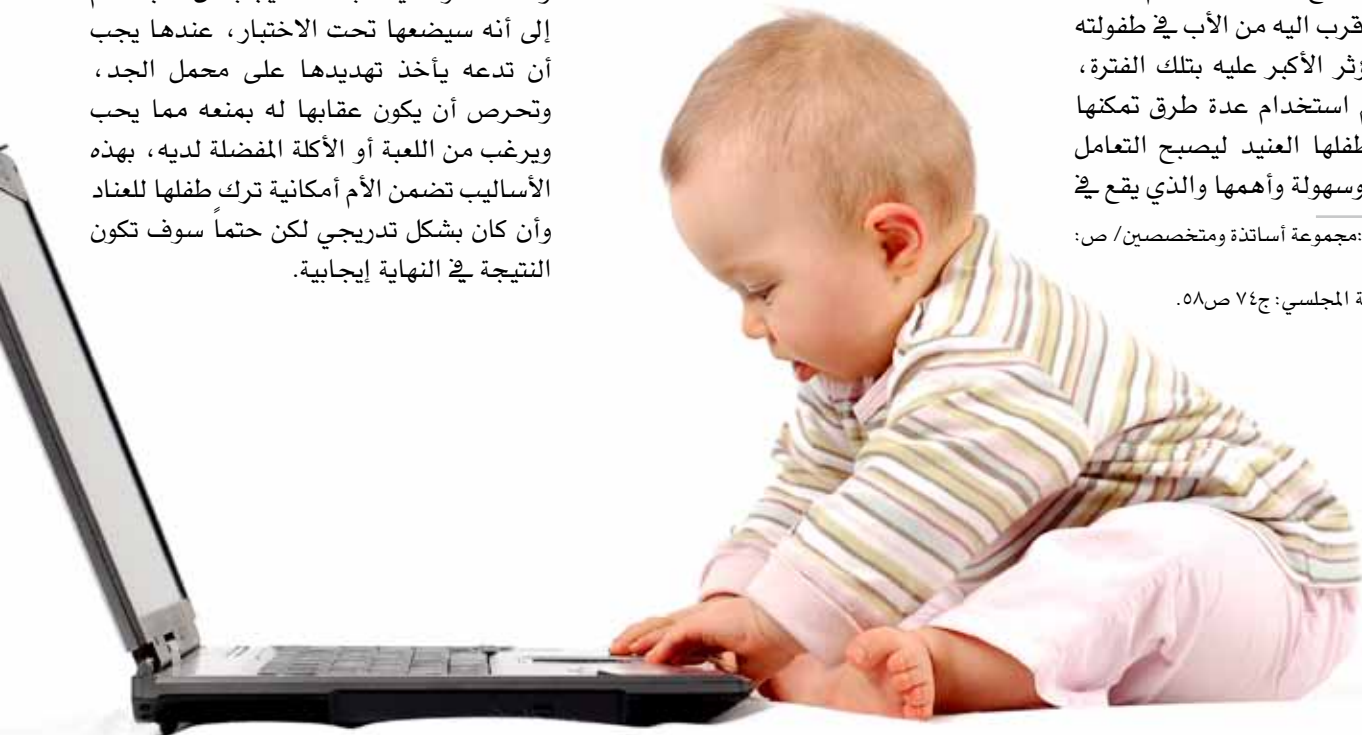 قرب اليه من الأب في طفولته
ؤثر الأكبر عليه بتلك الفترة،
استخدام عدة طرق تمكنها
طفلها العنيد ليصبح التعامل
وسهولة وأهمها والذي يقع في
:مجموعة أساتذة ومتخصصين/ ص:
ة المجلسي: ج٧٤ ص٥٨.
إلى أنه سيضعها تحت الاختبار، عندها يجب
أن تدعه يأخذ تهديدها على محمل الجد،
وتحرص أن يكون عقابها له بمنعه مما يحب
ويرغب من اللعبة أو الأكلة المفضلة لديه، بهذه
الأساليب تضمن الأم أمكانية ترك طفلها للعناد
وأن كان بشكل تدريجي لكن حتماً سوف تكون
النتيجة في النهاية إيجابية.